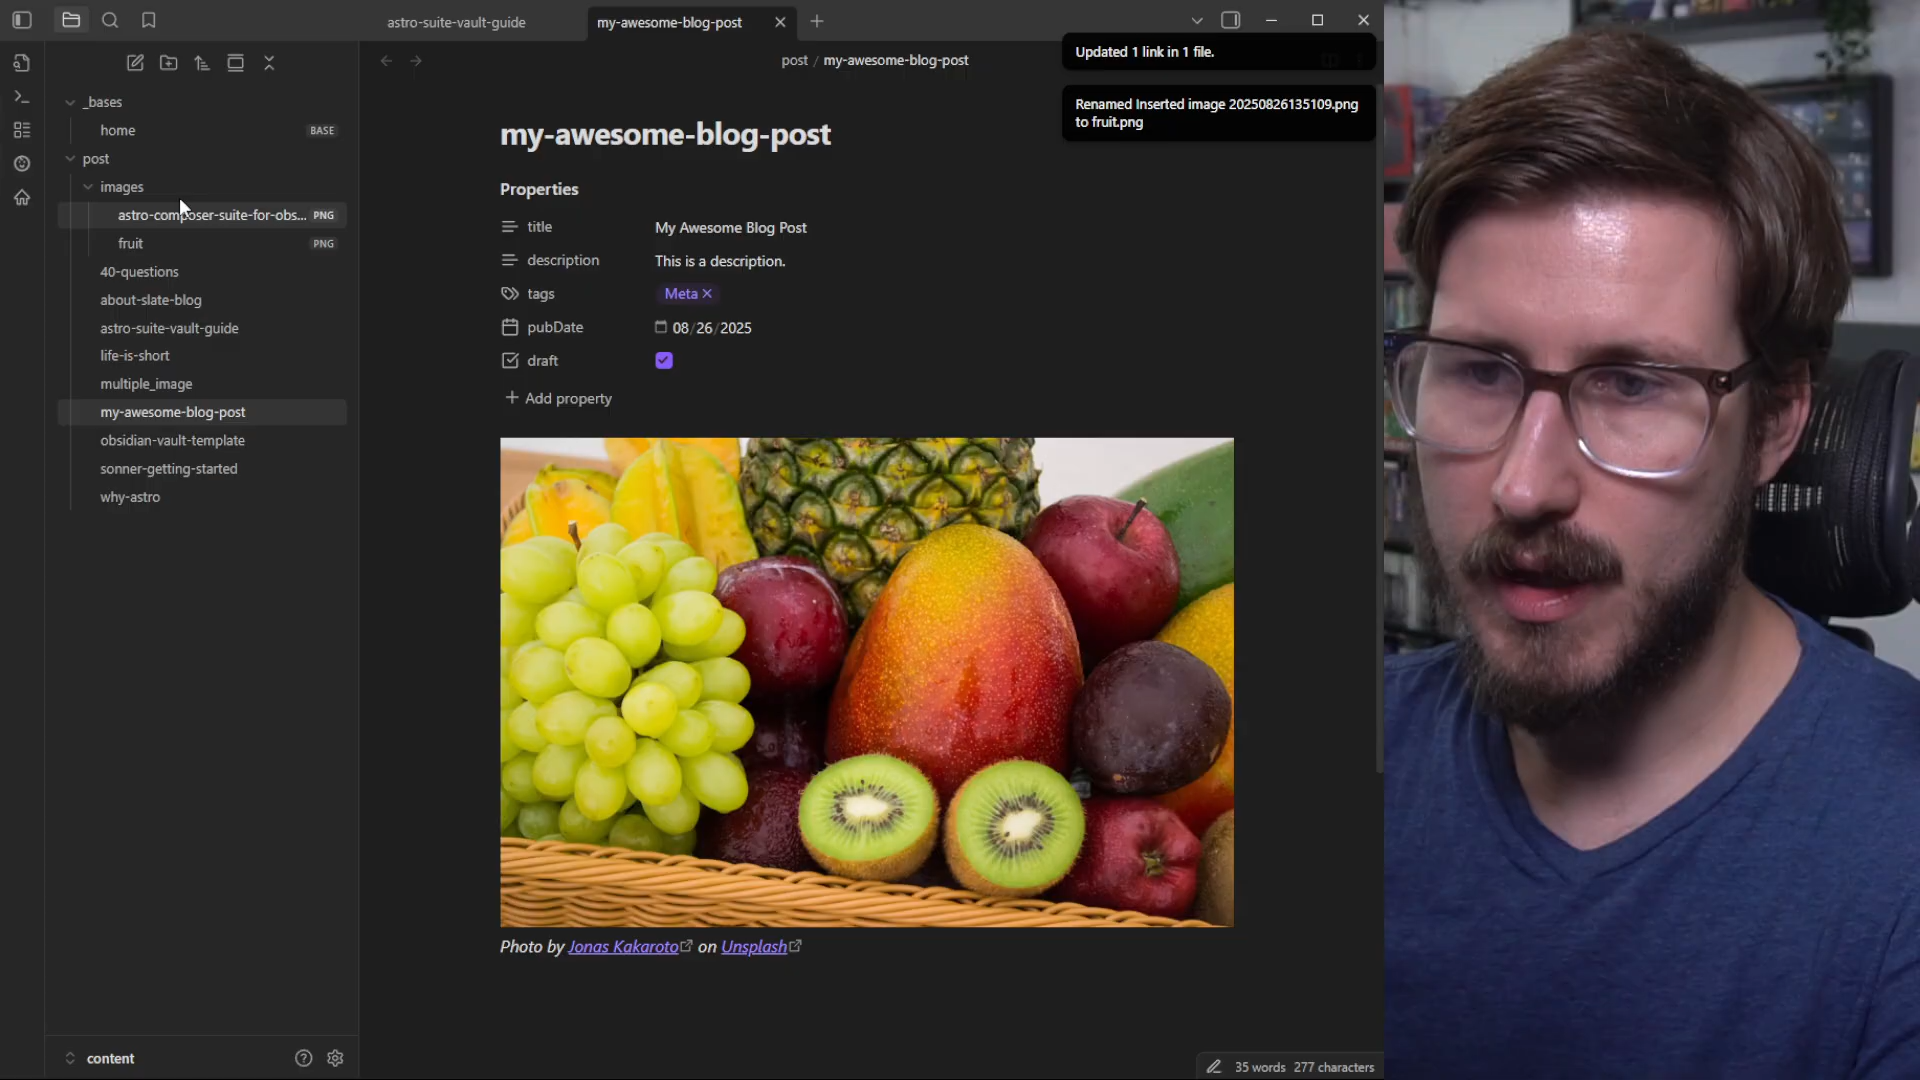 astro-suite-vault-guide
my-awesome-blog-post
post / my-awesome-blog-post
Updated 1 link in 1 file.
Renamed Inserted image 20250826135109.png
to fruit.png
_bases
home BASE
post
images
astro-composer-suite-for-obs... PNG
fruit PNG
40-questions
about-slate-blog
astro-suite-vault-guide
life-is-short
multiple_image
my-awesome-blog-post
obsidian-vault-template
sonner-getting-started
why-astro
content
my-awesome-blog-post
Properties
title My Awesome Blog Post
description This is a description.
tags Meta
pubDate 08/26/2025
draft
Add property
Photo by Jonas Kakaroto on Unsplash
35 words 277 characters